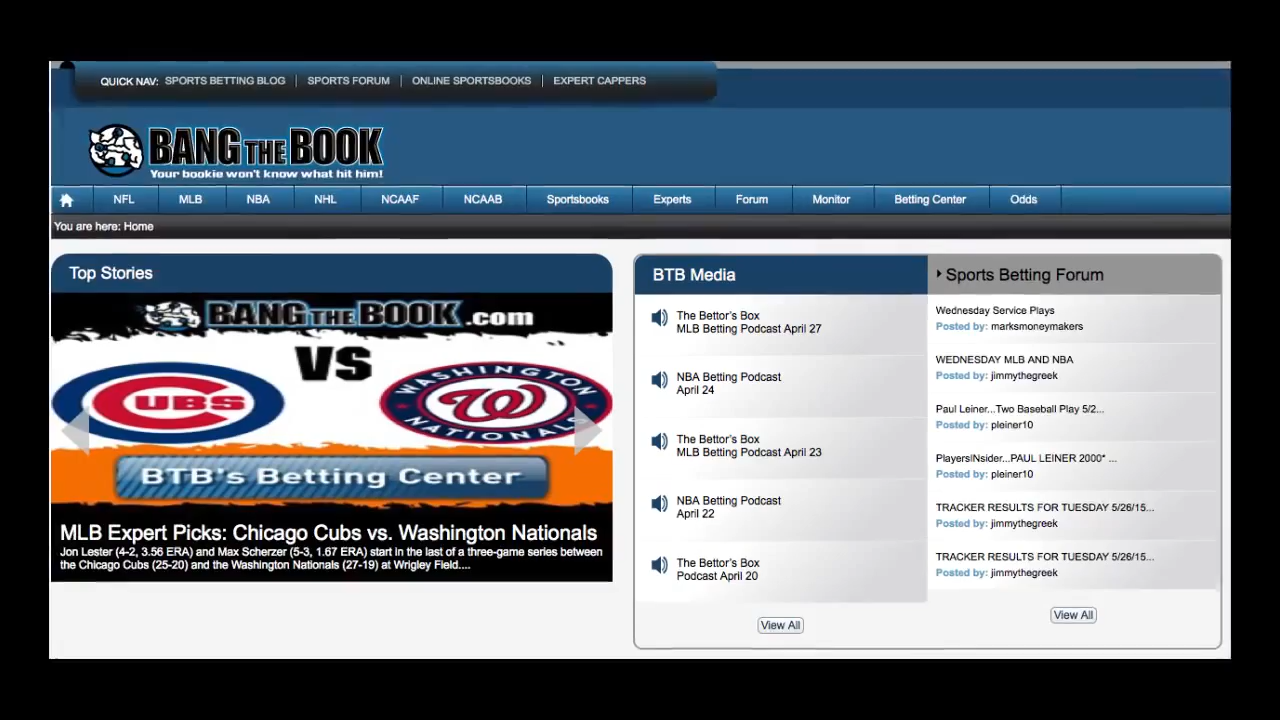 QUICK NAV: SPORTS BETTING BLOG | SPORTS FORUM | ONLINE SPORTSBOOKS | EXPERT CAPPERS
BANG THE BOOK
Your bookie won't know what hit him!
NFL MLB NBA NHL NCAAF NCAAB Sportsbooks Experts Forum Monitor Betting Center Odds
You are here: Home
Top Stories
BANG THE BOOK.com
VS
CUBS
WASHINGTON NATIONALS
W
BTB's Betting Center
MLB Expert Picks: Chicago Cubs vs. Washington Nationals
Jon Lester (4-2, 3.56 ERA) and Max Scherzer (5-3, 1.67 ERA) start in the last of a three-game series between
the Chicago Cubs (25-20) and the Washington Nationals (27-19) at Wrigley Field....
BTB Media
The Bettor's Box
MLB Betting Podcast April 27
NBA Betting Podcast
April 24
The Bettor's Box
MLB Betting Podcast April 23
NBA Betting Podcast
April 22
The Bettor's Box
Podcast April 20
View All
Sports Betting Forum
Wednesday Service Plays
Posted by: marksmoneymakers
WEDNESDAY MLB AND NBA
Posted by: jimmythegreek
Paul Leiner...Two Baseball Play 5/2...
Posted by: pleiner10
Players!Nsider...PAUL LEINER 2000* ...
Posted by: pleiner10
TRACKER RESULTS FOR TUESDAY 5/26/15...
Posted by: jimmythegreek
TRACKER RESULTS FOR TUESDAY 5/26/15...
Posted by: jimmythegreek
View All